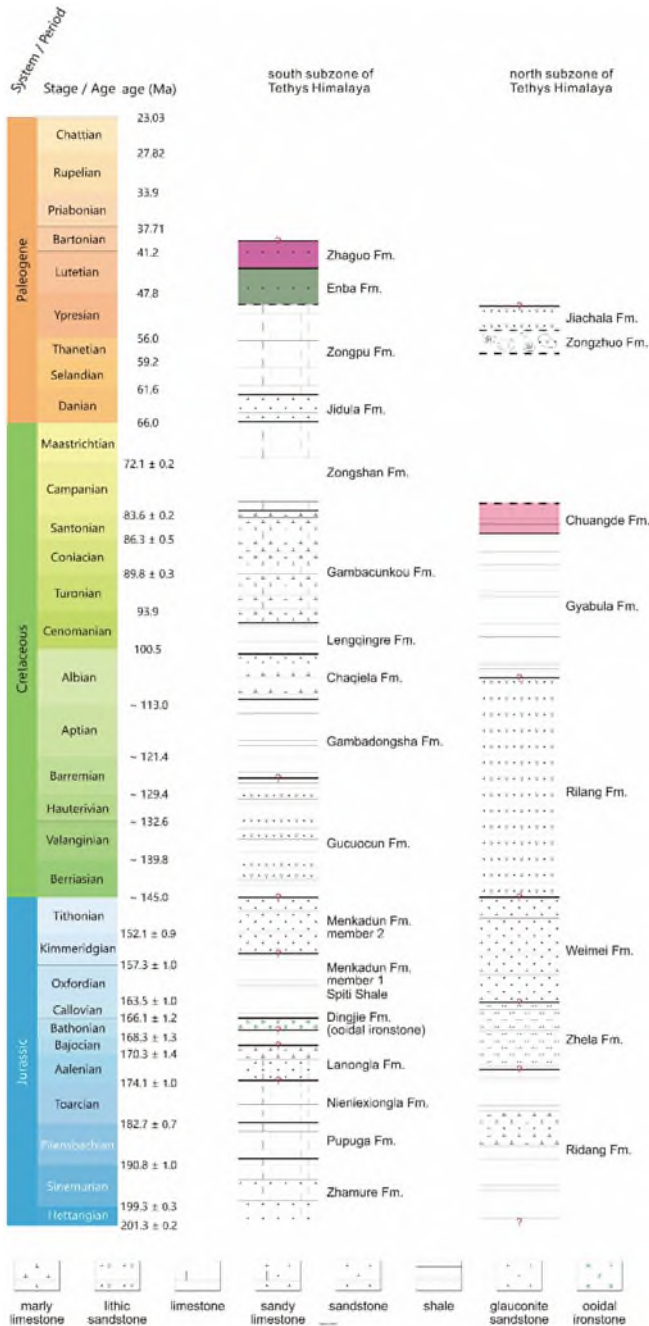 System / Period
Stage / Age
age (Ma)
south subzone of
Tethys Himalaya
north subzone of
Tethys Himalaya
23.03
Chattian
27.82
Rupelian
33.9
Priabonian
37.71
Bartonian
41.2
Lutetian
47.8
Ypresian
56.0
Thanetian
59.2
Selandian
61.6
Danian
66.0
Maastrichtian
72.1 ± 0.2
Campanian
83.6 ± 0.2
Santonian
86.3 ± 0.5
Coniacian
89.8 ± 0.3
Turonian
93.9
Cenomanian
100.5
Albian
~ 113.0
Aptian
~ 121.4
Barremian
~ 129.4
Hauterivian
~ 132.6
Valanginian
~ 139.8
Berriasian
~ 145.0
Tithonian
152.1 ± 0.9
Kimmeridgian
157.3 ± 1.0
Oxfordian
163.5 ± 1.0
Callovian
166.1 ± 1.2
Bathonian
168.3 ± 1.3
Bajocian
170.3 ± 1.4
Aalenian
174.1 ± 1.0
Toarcian
182.7 ± 0.7
Pliensbachian
190.8 ± 1.0
Sinemurian
199.3 ± 0.3
Hettangian
201.3 ± 0.2
Paleogene
Cretaceous
Jurassic
?
Zhaguo Fm.
Enba Fm.
Zongpu Fm.
Jidula Fm.
Zongshan Fm.
Gambacunkou Fm.
Lengqingre Fm.
Chaqiela Fm.
Gambadongsha Fm.
?
Gucuocun Fm.
?
Menkadun Fm.
member 2
?
Menkadun Fm.
member 1
Spiti Shale
Dingjie Fm.
(ooidal ironstone)
?
?
Lanongla Fm.
?
Nieniexiongla Fm.
Pupuga Fm.
Zhamure Fm.
?
Jiachala Fm.
Zongzhuo Fm.
Chuangde Fm.
Gyabula Fm.
?
Rilang Fm.
?
Weimei Fm.
?
Zhela Fm.
?
Ridang Fm.
?
marly
limestone
lithic
sandstone
limestone
sandy
limestone
sandstone
shale
glauconite
sandstone
ooidal
ironstone